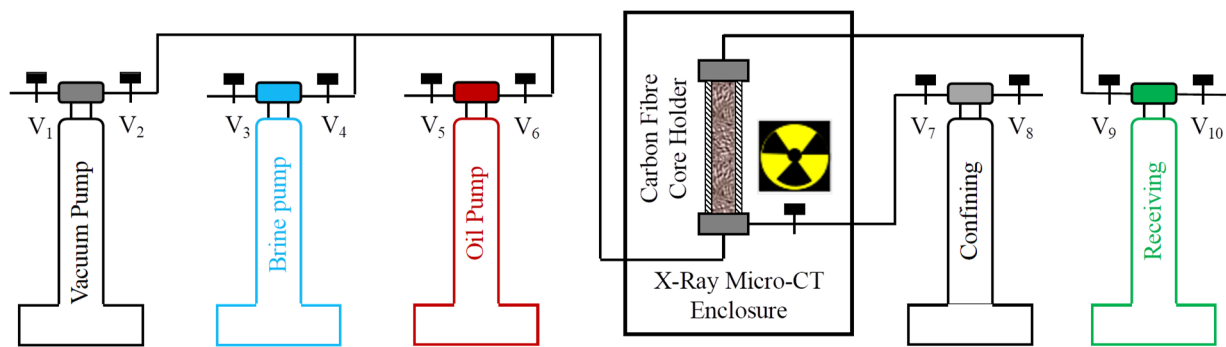 V1
V2
V3
V4
V5
V6
V7
V8
V9
V10
Vacuum Pump
Brine pump
Oil Pump
Carbon Fibre
Core Holder
X-Ray Micro-CT
Enclosure
Confining
Receiving